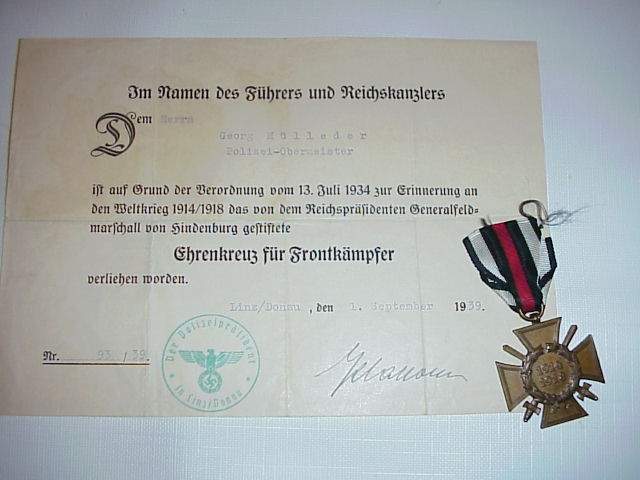 Im Namen des Führers und Reichskanzlers
Dem Herrn
Georg Mülleder
Polizei-Obermeister
ist auf Grund der Verordnung vom 13. Juli 1934 zur Erinnerung an
den Weltkrieg 1914/1918 das von dem Reichspräsidenten Generalfeld-
marschall von Hindenburg gestiftete
Ehrenkreuz für Frontkämpfer
verliehen worden.
Linz/Donau, den 1. September 1939.
Nr. 93 /39.
Der Polizeipräsident
in Linz/Donau
1914
1918